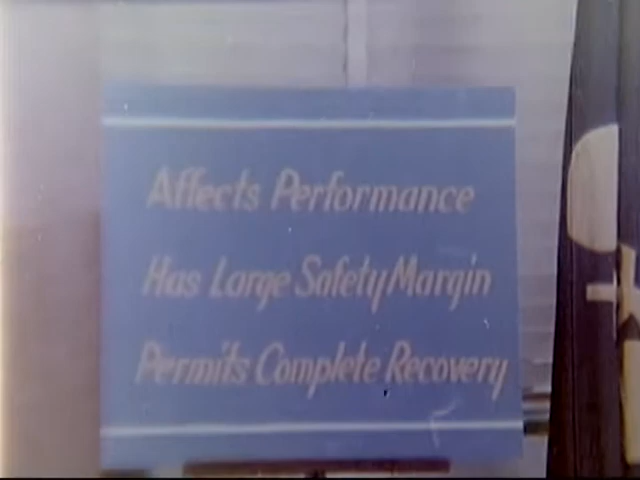 Affects Performance
Has Large Safety Margin
Permits Complete Recovery